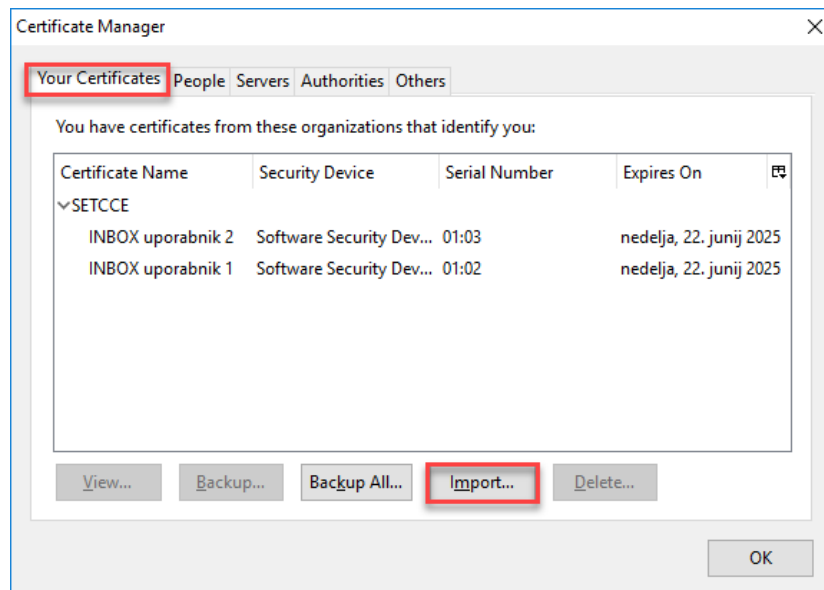 Certificate Manager
Your Certificates People Servers Authorities Others
You have certificates from these organizations that identify you:
Certificate Name Security Device Serial Number Expires On
SETCCE
INBOX uporabnik 2 Software Security Dev... 01:03 nedelja, 22. junij 2025
INBOX uporabnik 1 Software Security Dev... 01:02 nedelja, 22. junij 2025
View... Backup... Backup All... Import... Delete...
OK